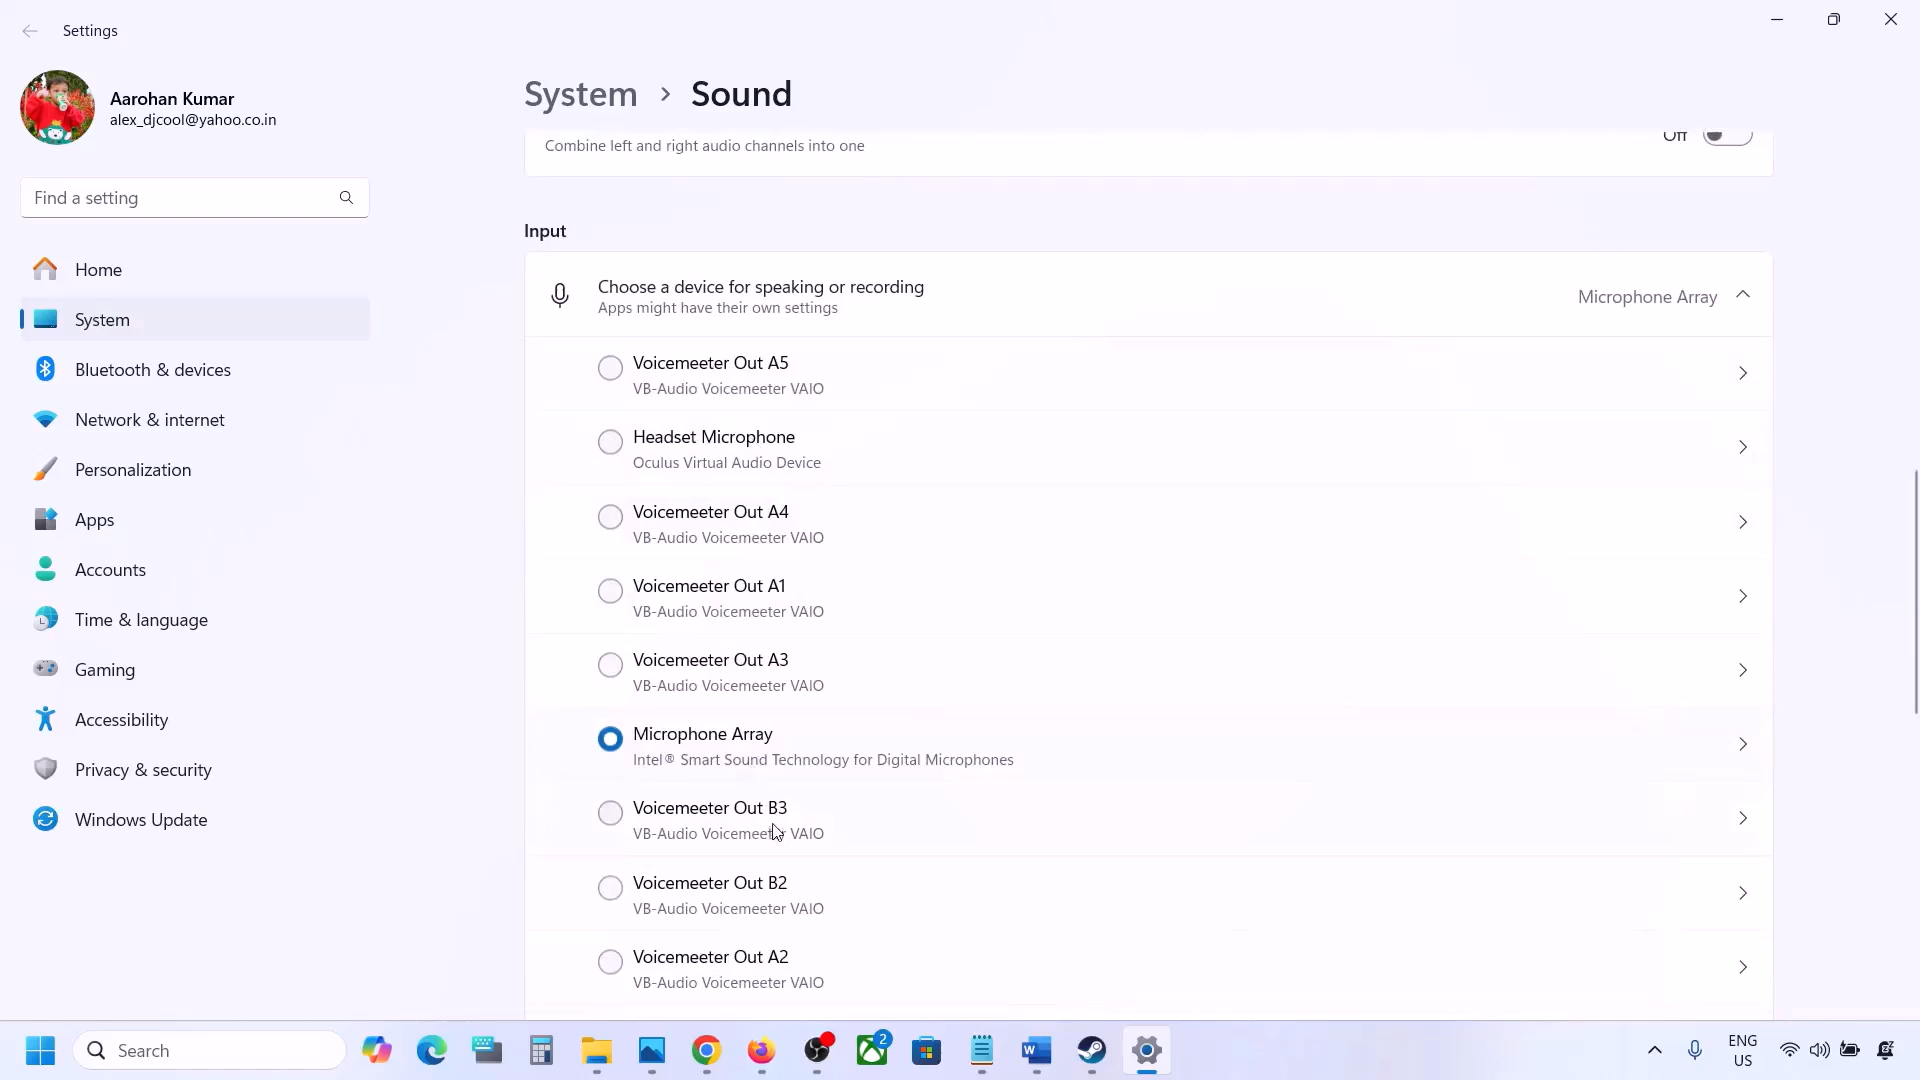 Settings
Aarohan Kumar
alex_djcool@yahoo.co.in
Find a setting
Home
System
Bluetooth & devices
Network & internet
Personalization
Apps
Accounts
Time & language
Gaming
Accessibility
Privacy & security
Windows Update
System > Sound
Combine left and right audio channels into one
Off
Input
Choose a device for speaking or recording
Apps might have their own settings
Microphone Array
Voicemeeter Out A5
VB-Audio Voicemeeter VAIO
Headset Microphone
Oculus Virtual Audio Device
Voicemeeter Out A4
VB-Audio Voicemeeter VAIO
Voicemeeter Out A1
VB-Audio Voicemeeter VAIO
Voicemeeter Out A3
VB-Audio Voicemeeter VAIO
Microphone Array
Intel® Smart Sound Technology for Digital Microphones
Voicemeeter Out B3
VB-Audio Voicemeeter VAIO
Voicemeeter Out B2
VB-Audio Voicemeeter VAIO
Voicemeeter Out A2
VB-Audio Voicemeeter VAIO
Search
2
ENG
US